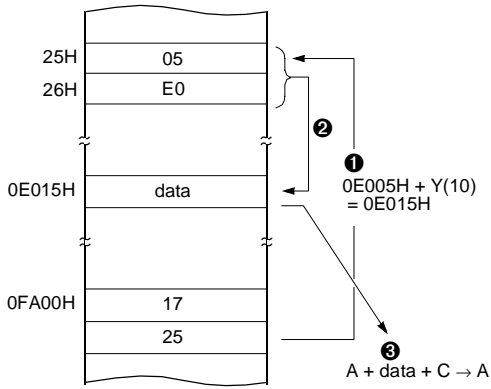 25H 05
26H E0
❷
❶
0E005H + Y(10)
= 0E015H
0E015H data
0FA00H 17
25
❸
A + data + C → A